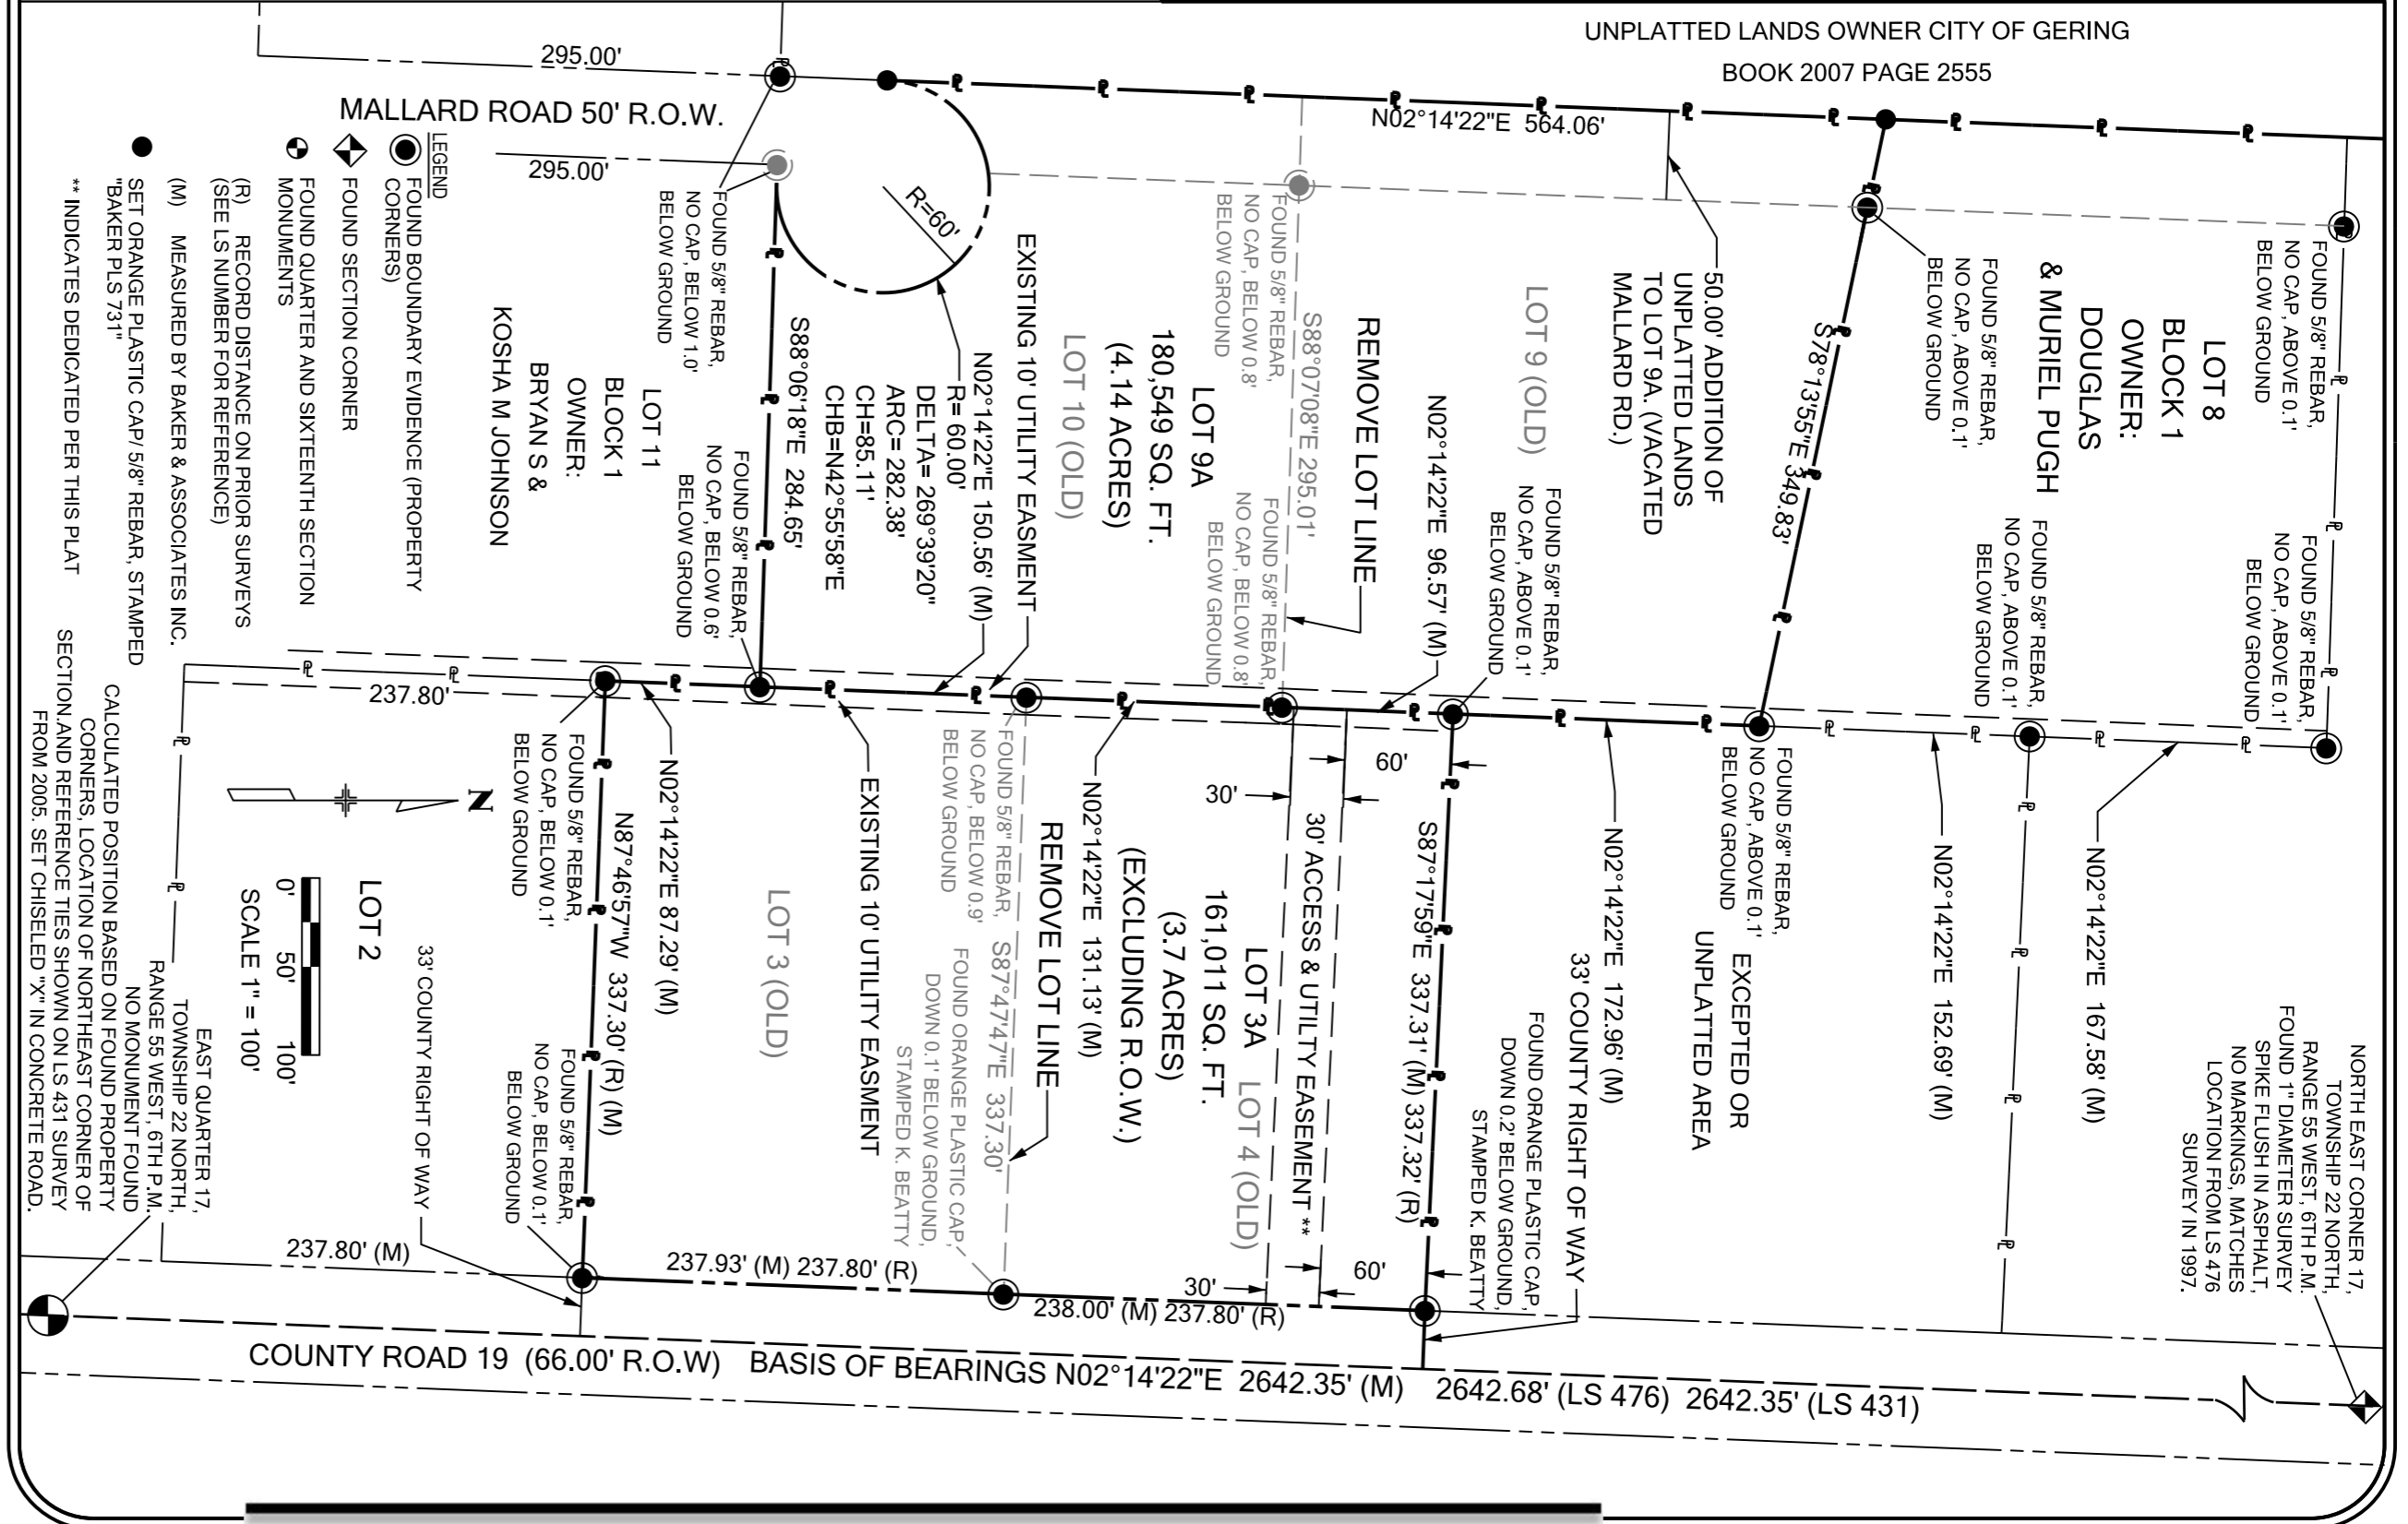 UNPLATTED LANDS OWNER CITY OF GERING
BOOK 2007 PAGE 2555
295.00'
MALLARD ROAD 50' R.O.W.
295.00'
N02°14'22"E 564.06'
R=60'
LEGEND
FOUND BOUNDARY EVIDENCE (PROPERTY
CORNERS)
FOUND SECTION CORNER
FOUND QUARTER AND SIXTEENTH SECTION
MONUMENTS
(R) RECORD DISTANCE ON PRIOR SURVEYS
(SEE LS NUMBER FOR REFERENCE)
(M) MEASURED BY BAKER & ASSOCIATES INC.
SET ORANGE PLASTIC CAP/ 5/8" REBAR, STAMPED
"BAKER PLS 731"
** INDICATES DEDICATED PER THIS PLAT
FOUND 5/8" REBAR,
NO CAP, BELOW 1.0'
BELOW GROUND
LOT 11
BLOCK 1
OWNER:
BRYAN S &
KOSHA M JOHNSON
S88°06'18"E 284.65'
FOUND 5/8" REBAR,
NO CAP, BELOW 0.6'
BELOW GROUND
EXISTING 10' UTILITY EASMENT
N02°14'22"E 150.56' (M)
R= 60.00'
DELTA= 269°39'20"
ARC= 282.38'
CH=85.11'
CHB=N42°55'58"E
LOT 10 (OLD)
LOT 9A
180,549 SQ. FT.
(4.14 ACRES)
FOUND 5/8" REBAR,
NO CAP, BELOW 0.8'
BELOW GROUND
S88°07'08"E 295.01'
FOUND 5/8" REBAR,
NO CAP, BELOW 0.8'
BELOW GROUND
REMOVE LOT LINE
N02°14'22"E 96.57' (M)
LOT 9 (OLD)
FOUND 5/8" REBAR,
NO CAP, ABOVE 0.1'
BELOW GROUND
50.00' ADDITION OF
UNPLATTED LANDS
TO LOT 9A. (VACATED
MALLARD RD.)
S78°13'55"E 349.83'
FOUND 5/8" REBAR,
NO CAP, ABOVE 0.1'
BELOW GROUND
LOT 8
BLOCK 1
OWNER:
DOUGLAS
& MURIEL PUGH
FOUND 5/8" REBAR,
NO CAP, ABOVE 0.1'
BELOW GROUND
FOUND 5/8" REBAR,
NO CAP, ABOVE 0.1'
BELOW GROUND
FOUND 5/8" REBAR,
NO CAP, ABOVE 0.1'
BELOW GROUND
237.80'
FOUND 5/8" REBAR,
NO CAP, BELOW 0.1'
BELOW GROUND
N02°14'22"E 87.29' (M)
N87°46'57"W 337.30' (R) (M)
N
LOT 2
0' 50' 100'
SCALE 1" = 100'
EXISTING 10' UTILITY EASMENT
LOT 3 (OLD)
FOUND 5/8" REBAR,
NO CAP, BELOW 0.9'
BELOW GROUND
S87°47'47"E 337.30'
REMOVE LOT LINE
FOUND ORANGE PLASTIC CAP,
DOWN 0.1' BELOW GROUND,
STAMPED K. BEATTY
N02°14'22"E 131.13' (M)
LOT 3A
161,011 SQ. FT.
(3.7 ACRES)
(EXCLUDING R.O.W.)
LOT 4 (OLD)
30'
60'
30' ACCESS & UTILITY EASEMENT **
S87°17'59"E 337.31' (M) 337.32' (R)
N02°14'22"E 172.96' (M)
FOUND 5/8" REBAR,
NO CAP, ABOVE 0.1'
BELOW GROUND
EXCEPTED OR
UNPLATTED AREA
33' COUNTY RIGHT OF WAY
FOUND ORANGE PLASTIC CAP,
DOWN 0.2' BELOW GROUND,
STAMPED K. BEATTY
N02°14'22"E 152.69' (M)
N02°14'22"E 167.58' (M)
NORTH EAST CORNER 17,
TOWNSHIP 22 NORTH,
RANGE 55 WEST, 6TH P.M.
FOUND 1" DIAMETER SURVEY
SPIKE FLUSH IN ASPHALT,
NO MARKINGS, MATCHES
LOCATION FROM LS 476
SURVEY IN 1997.
EAST QUARTER 17,
TOWNSHIP 22 NORTH,
RANGE 55 WEST, 6TH P.M.
NO MONUMENT FOUND
CALCULATED POSITION BASED ON FOUND PROPERTY
CORNERS, LOCATION OF NORTHEAST CORNER OF
SECTION.AND REFERENCE TIES SHOWN ON LS 431 SURVEY
FROM 2005. SET CHISELED "X" IN CONCRETE ROAD.
33' COUNTY RIGHT OF WAY
FOUND 5/8" REBAR,
NO CAP, BELOW 0.1'
BELOW GROUND
237.80' (M)
237.93' (M) 237.80' (R)
30'
60'
238.00' (M) 237.80' (R)
COUNTY ROAD 19 (66.00' R.O.W) BASIS OF BEARINGS N02°14'22"E 2642.35' (M) 2642.68' (LS 476) 2642.35' (LS 431)